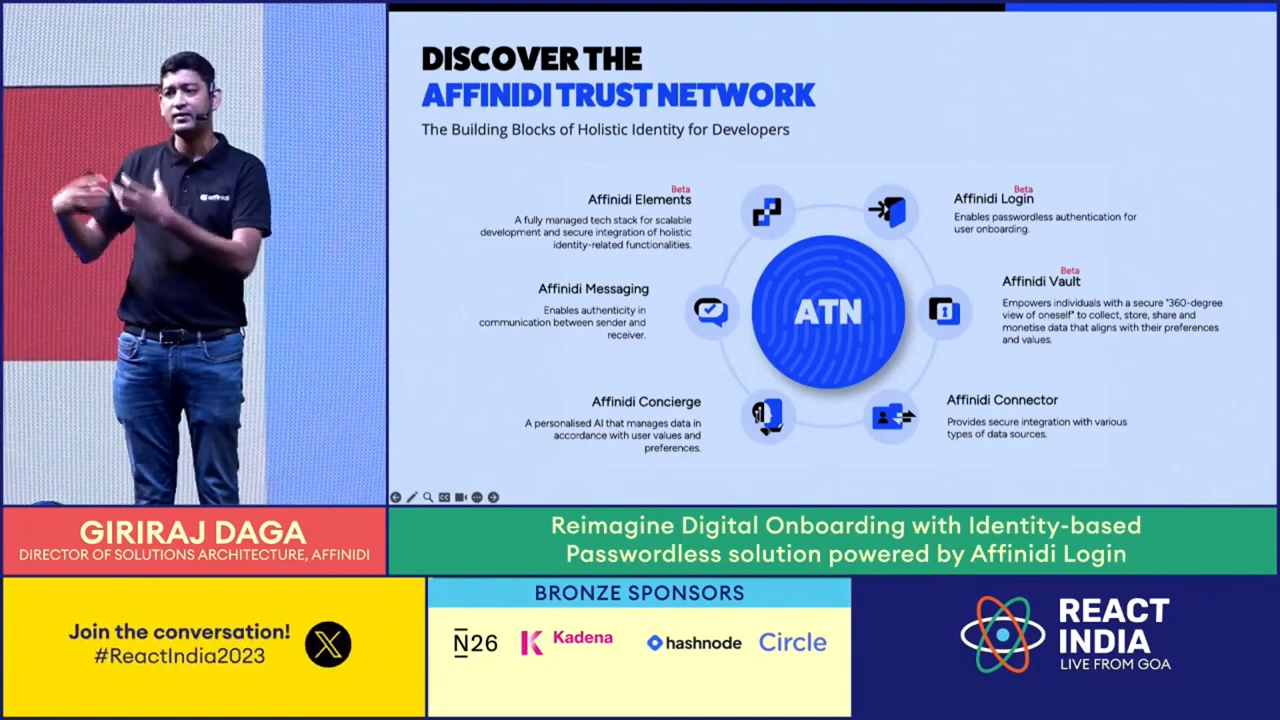 DISCOVER THE
AFFINIDI TRUST NETWORK
The Building Blocks of Holistic Identity for Developers
Beta
Affinidi Elements
A fully managed tech stack for scalable
development and secure integration of holistic
identity-related functionalities.
Beta
Affinidi Login
Enables passwordless authentication for
user onboarding.
Affinidi Messaging
Enables authenticity in
communication between sender and
receiver.
ATN
Beta
Affinidi Vault
Empowers individuals with a secure "360-degree
view of oneself" to collect, store, share and
monetise data that aligns with their preferences
and values.
Affinidi Concierge
A personalised AI that manages data in
accordance with user values and
preferences.
Affinidi Connector
Provides secure integration with various
types of data sources.
affinidi
GIRIRAJ DAGA
DIRECTOR OF SOLUTIONS ARCHITECTURE, AFFINIDI
Reimagine Digital Onboarding with Identity-based
Passwordless solution powered by Affinidi Login
Join the conversation!
#ReactIndia2023
X
BRONZE SPONSORS
N26
Kadena
hashnode
Circle
REACT
INDIA
LIVE FROM GOA